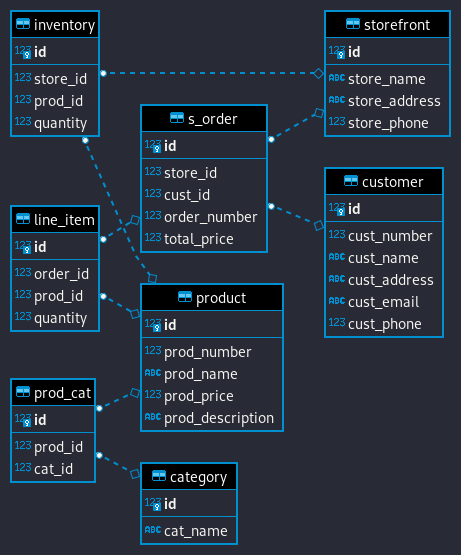 inventory
123 id
123 store_id
123 prod_id
123 quantity
storefront
123 id
ABC store_name
ABC store_address
123 store_phone
s_order
123 id
123 store_id
123 cust_id
123 order_number
123 total_price
customer
123 id
123 cust_number
ABC cust_name
ABC cust_address
ABC cust_email
123 cust_phone
line_item
123 id
123 order_id
123 prod_id
123 quantity
product
123 id
123 prod_number
ABC prod_name
123 prod_price
ABC prod_description
prod_cat
123 id
123 prod_id
123 cat_id
category
123 id
ABC cat_name